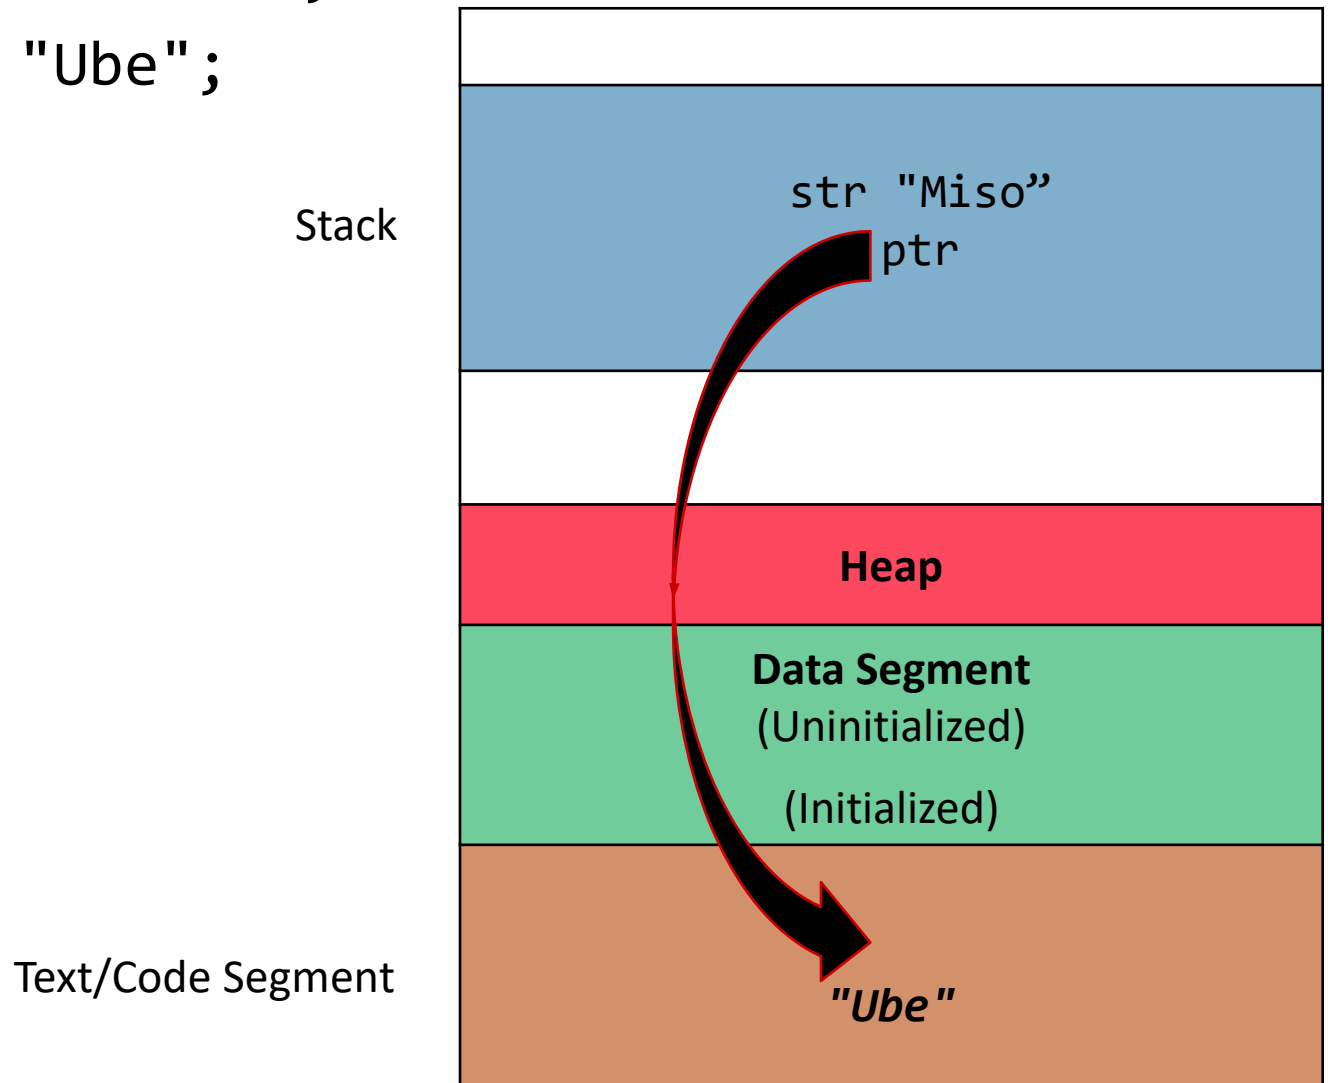 "Ube";
str "Miso”
Stack
ptr
Heap
Data Segment
(Uninitialized)
(Initialized)
Text/Code Segment
"Ube"